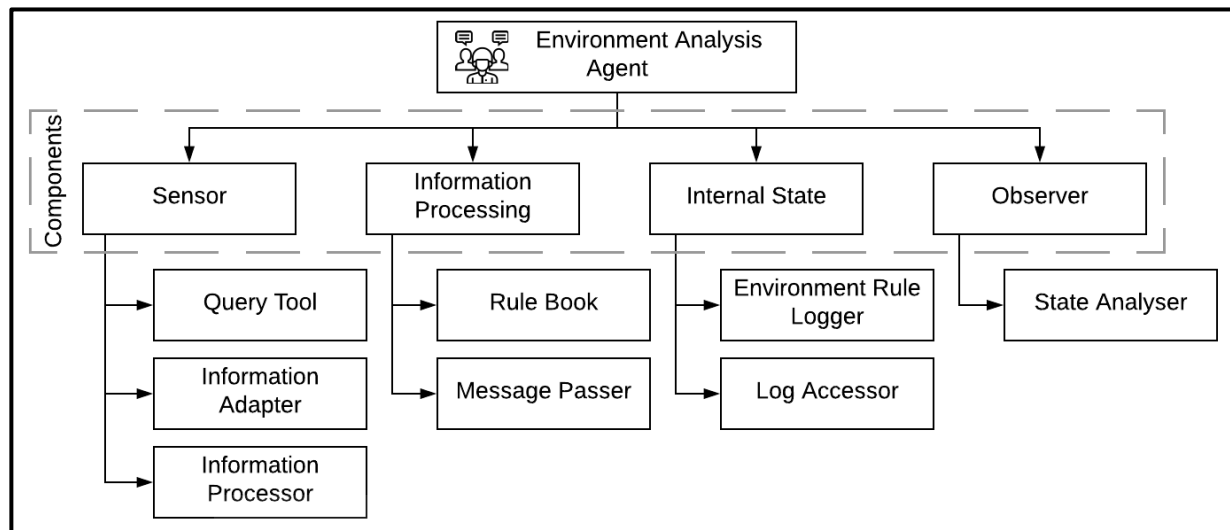 Environment Analysis
Agent
Components
Sensor
Information
Processing
Internal State
Observer
Query Tool
Rule Book
Environment Rule
Logger
State Analyser
Information
Adapter
Message Passer
Log Accessor
Information
Processor